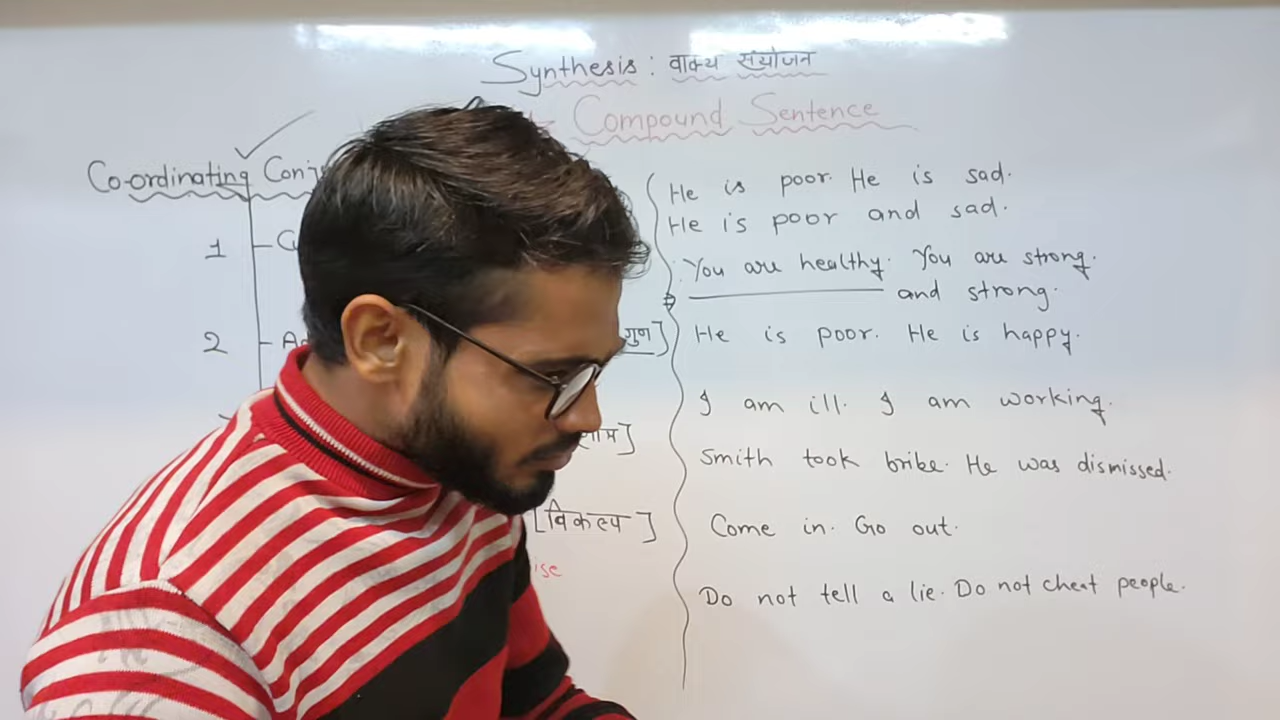 Synthesis: वाक्य संयोजन
Compound Sentence
Co-ordinating
1
2
गुण]
[विकल्प]
He is poor. He is sad.
He is poor and sad.
You are healthy. You are strong.
and strong.
He is poor. He is happy.
I am ill. I am working.
Smith took bribe. He was dismissed.
Come in. Go out.
Do not tell a lie. Do not cheat people.